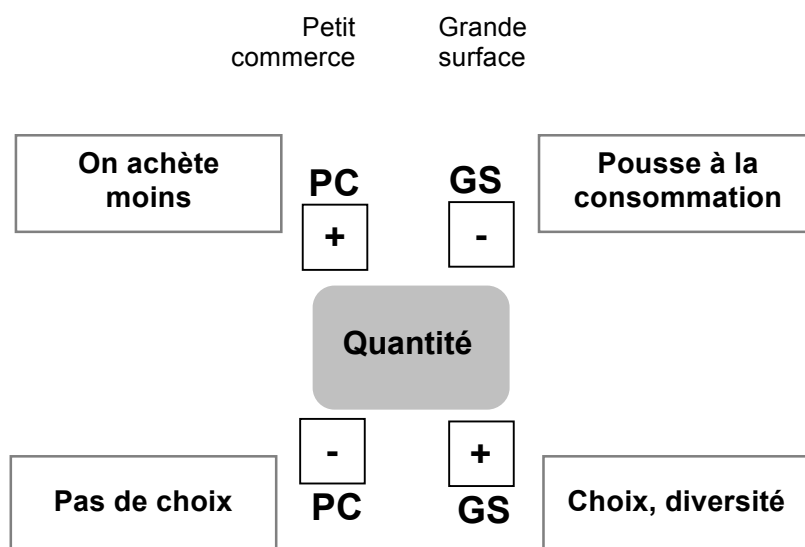 Petit
commerce
Grande
surface
On achète
moins
PC
GS
Pousse à la
consommation
+
-
Quantité
-
+
Pas de choix
PC
GS
Choix, diversité